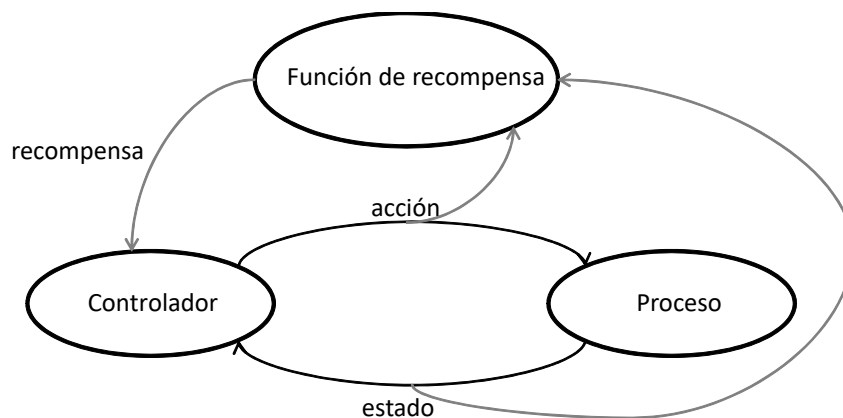 Función de recompensa
recompensa
acción
Controlador
Proceso
estado